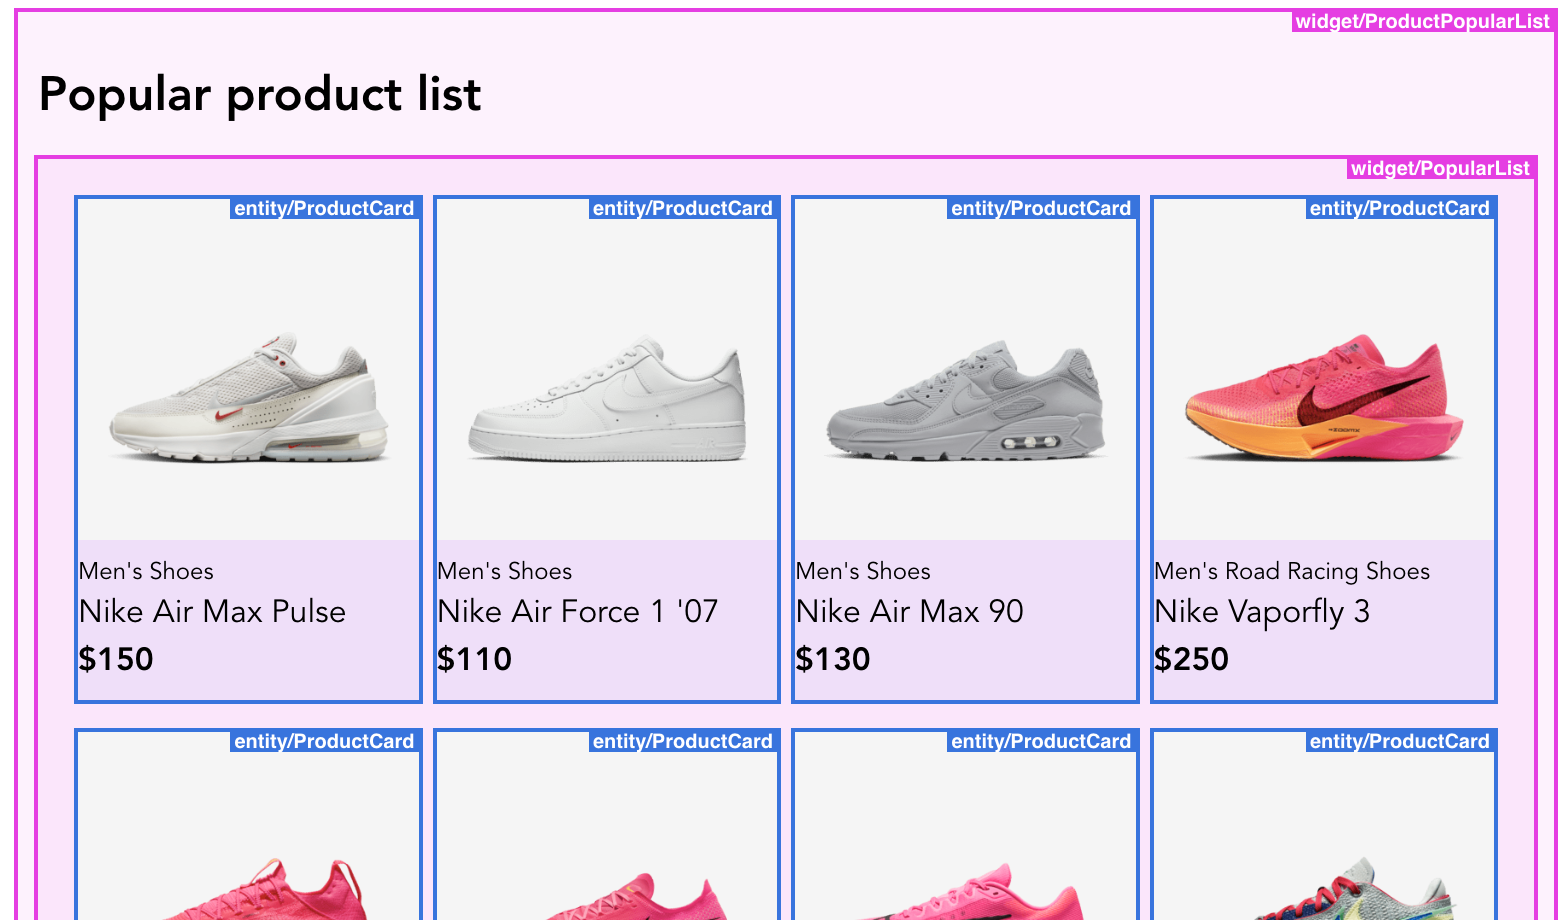 widget/ProductPopularList
Popular product list
widget/PopularList
entity/ProductCard entity/ProductCard entity/ProductCard entity/ProductCard
Men's Shoes Men's Shoes Men's Shoes Men's Road Racing Shoes
Nike Air Max Pulse Nike Air Force 1 '07 Nike Air Max 90 Nike Vaporfly 3
$150 $110 $130 $250
entity/ProductCard entity/ProductCard entity/ProductCard entity/ProductCard